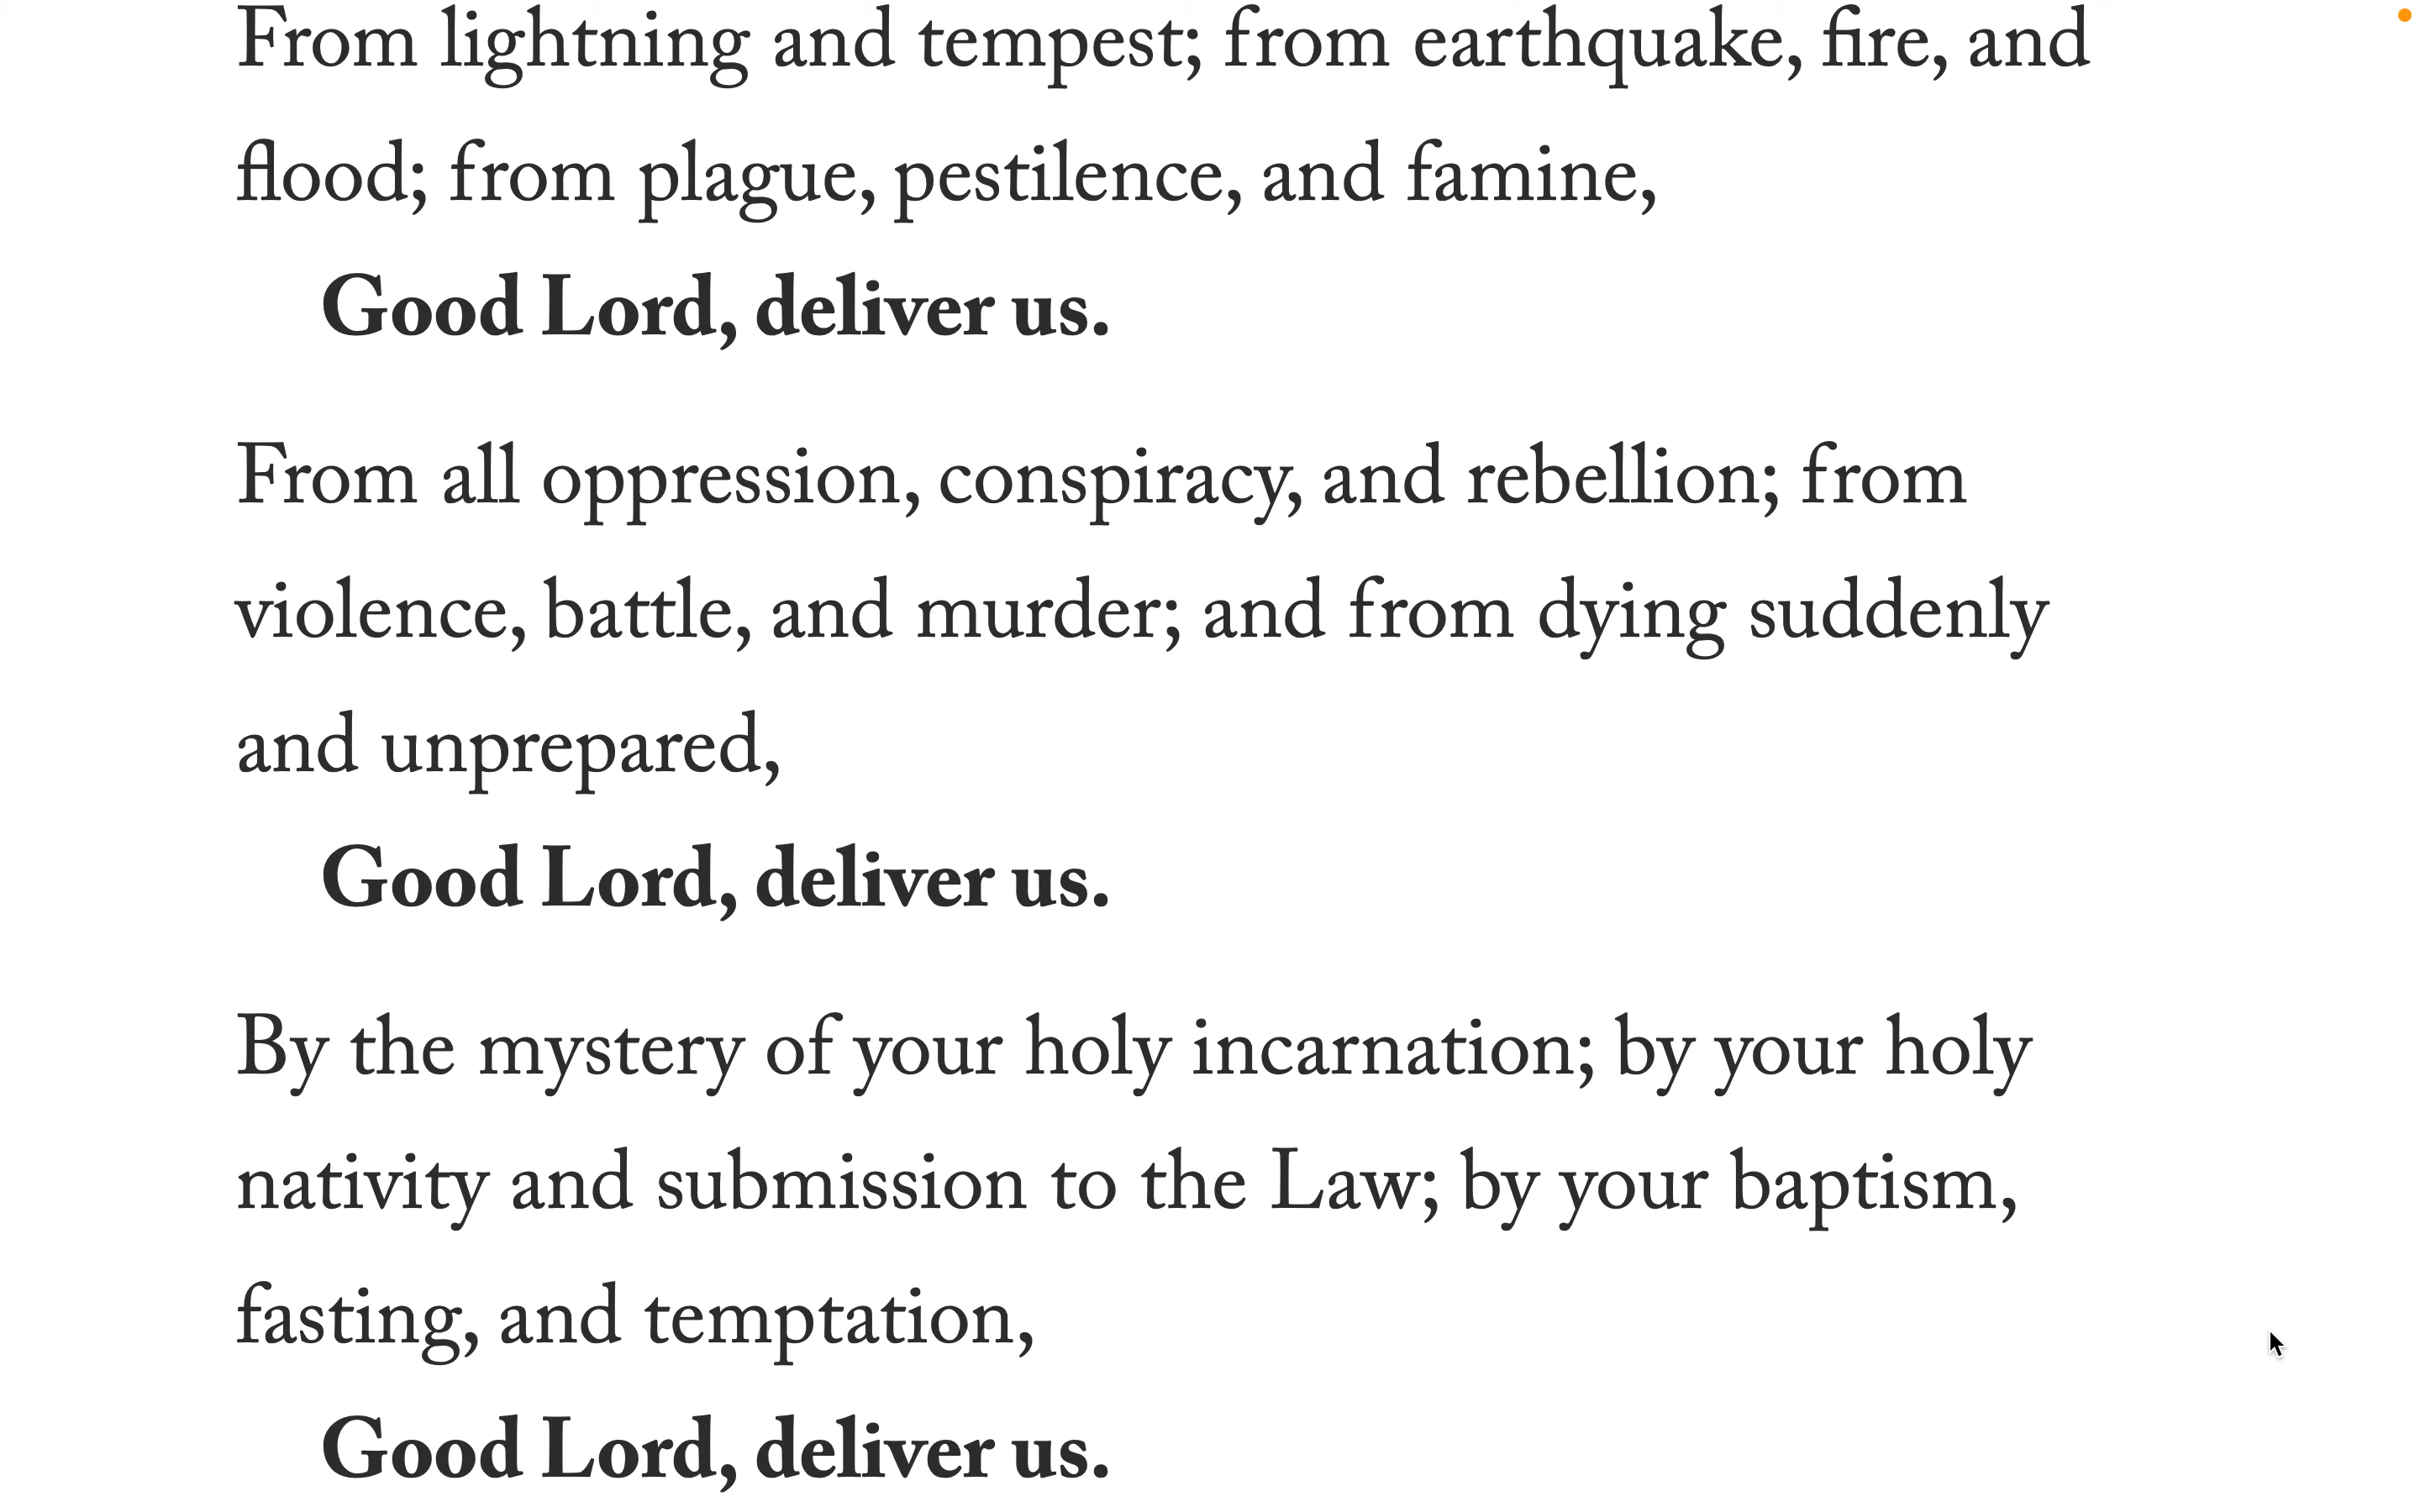 From lightning and tempest; from earthquake, fire, and
flood; from plague, pestilence, and famine,
Good Lord, deliver us.
From all oppression, conspiracy, and rebellion; from
violence, battle, and murder; and from dying suddenly
and unprepared,
Good Lord, deliver us.
By the mystery of your holy incarnation; by your holy
nativity and submission to the Law; by your baptism,
fasting, and temptation,
Good Lord, deliver us.